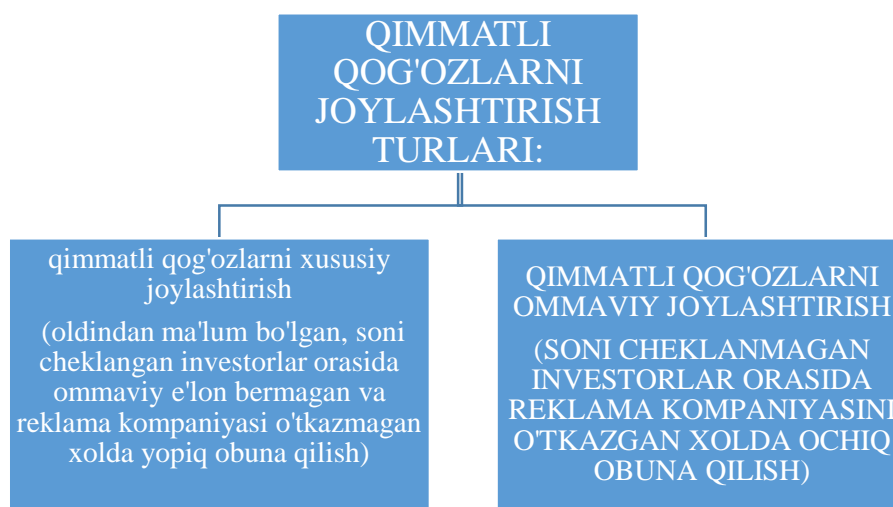 QIMMATLI
QOG'OZLARNI
JOYLASHTIRISH
TURLARI:
qimmatli qog'ozlarni xususiy
joylashtirish
(oldindan ma'lum bo'lgan, soni
cheklangan investorlar orasida
ommaviy e'lon bermagan va
reklama kompaniyasi o'tkazmagan
xolda yopiq obuna qilish)
QIMMATLI QOG'OZLARNI
OMMAVIY JOYLASHTIRISH
(SONI CHEKLANMAGAN
INVESTORLAR ORASIDA
REKLAMA KOMPANIYASINI
O'TKAZGAN XOLDA OCHIQ
OBUNA QILISH)